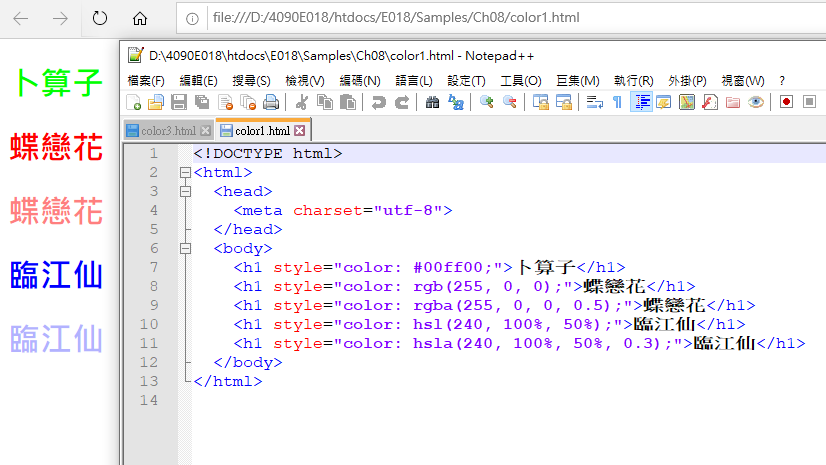 file:///D:/4090E018/htdocs/E018/Samples/Ch08/color1.html
卜算子
蝶戀花
蝶戀花
臨江仙
臨江仙
D:\4090E018\htdocs\E018\Samples\Ch08\color1.html - Notepad++
檔案(F) 編輯(E) 搜尋(S) 檢視(V) 編碼(N) 語言(L) 設定(T) 工具(O) 巨集(M) 執行(R) 外掛(P) 視窗(W) ?
color3.html color1.html
1 <!DOCTYPE html>
2 <html>
3 <head>
4 <meta charset="utf-8">
5 </head>
6 <body>
7 <h1 style="color: #00ff00;">卜算子</h1>
8 <h1 style="color: rgb(255, 0, 0);">蝶戀花</h1>
9 <h1 style="color: rgba(255, 0, 0, 0.5);">蝶戀花</h1>
10 <h1 style="color: hsl(240, 100%, 50%);">臨江仙</h1>
11 <h1 style="color: hsla(240, 100%, 50%, 0.3);">臨江仙</h1>
12 </body>
13 </html>
14